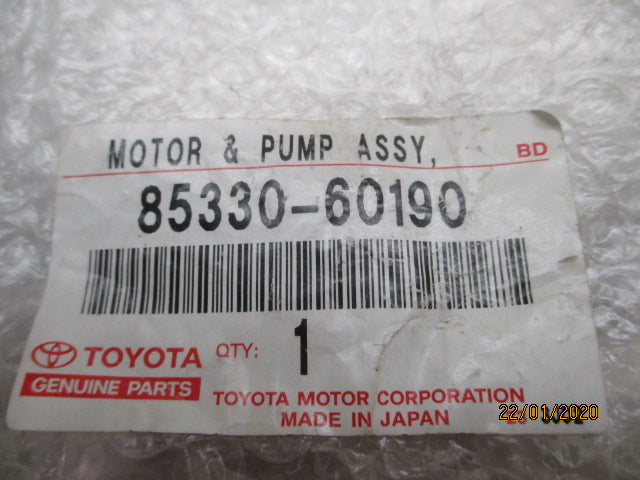 MOTOR & PUMP ASSY,
BD
85330-60190
TOYOTA
GENUINE PARTS
QTY: 1
TOYOTA MOTOR CORPORATION
MADE IN JAPAN
22/01/2020